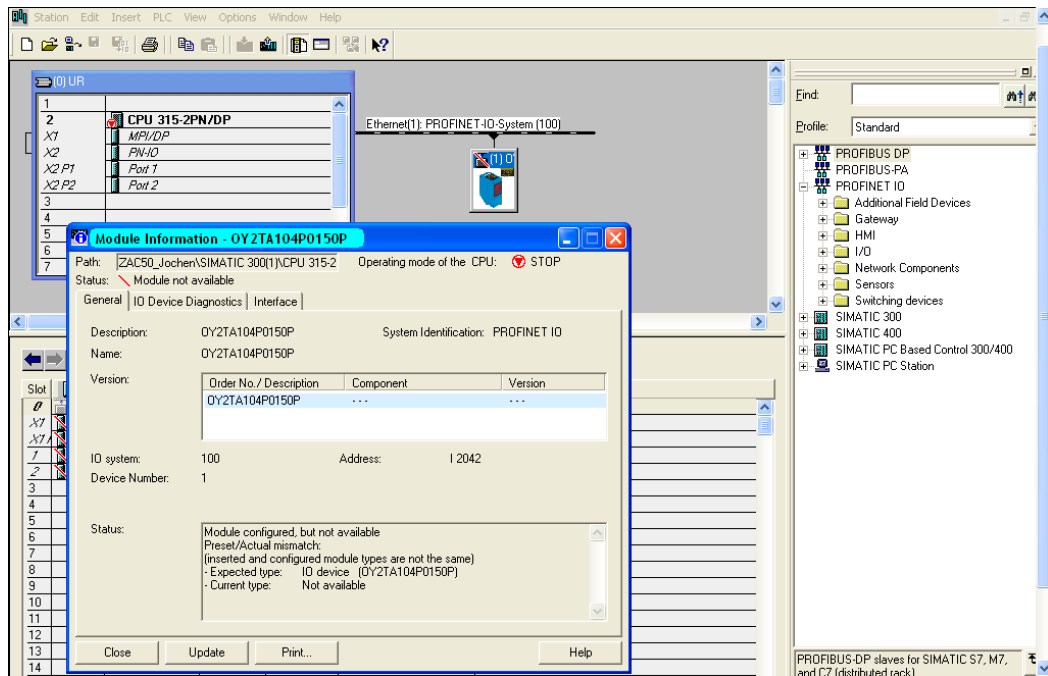 Station Edit Insert PLC View Options Window Help
(0) UR
1
2 CPU 315-2PN/DP
X1 MPI/DP
X2 PN-IO
X2 P1 Port 1
X2 P2 Port 2
3
4
5
6
7
Ethernet(1): PROFINET-IO-System (100)
(1) O
Module Information - OY2TA104P0150P
Path: ZAC50_Jochen\SIMATIC 300(1)\CPU 315-2 Operating mode of the CPU: STOP
Status: Module not available
General IO Device Diagnostics Interface
Description: OY2TA104P0150P System Identification: PROFINET IO
Name: OY2TA104P0150P
Version: Order No./ Description Component Version
OY2TA104P0150P - - - - - -
IO system: 100 Address: I 2042
Device Number: 1
Status: Module configured, but not available
Preset/Actual mismatch:
(inserted and configured module types are not the same)
- Expected type: IO device (OY2TA104P0150P)
- Current type: Not available
Close Update Print... Help
Slot
0
X1
X1
1
2
3
4
5
6
7
8
9
10
11
12
13
14
Find:
Profile: Standard
PROFIBUS DP
PROFIBUS-PA
PROFINET IO
Additional Field Devices
Gateway
HMI
I/O
Network Components
Sensors
Switching devices
SIMATIC 300
SIMATIC 400
SIMATIC PC Based Control 300/400
SIMATIC PC Station
PROFIBUS-DP slaves for SIMATIC S7, M7,
and C7 (distributed rack)